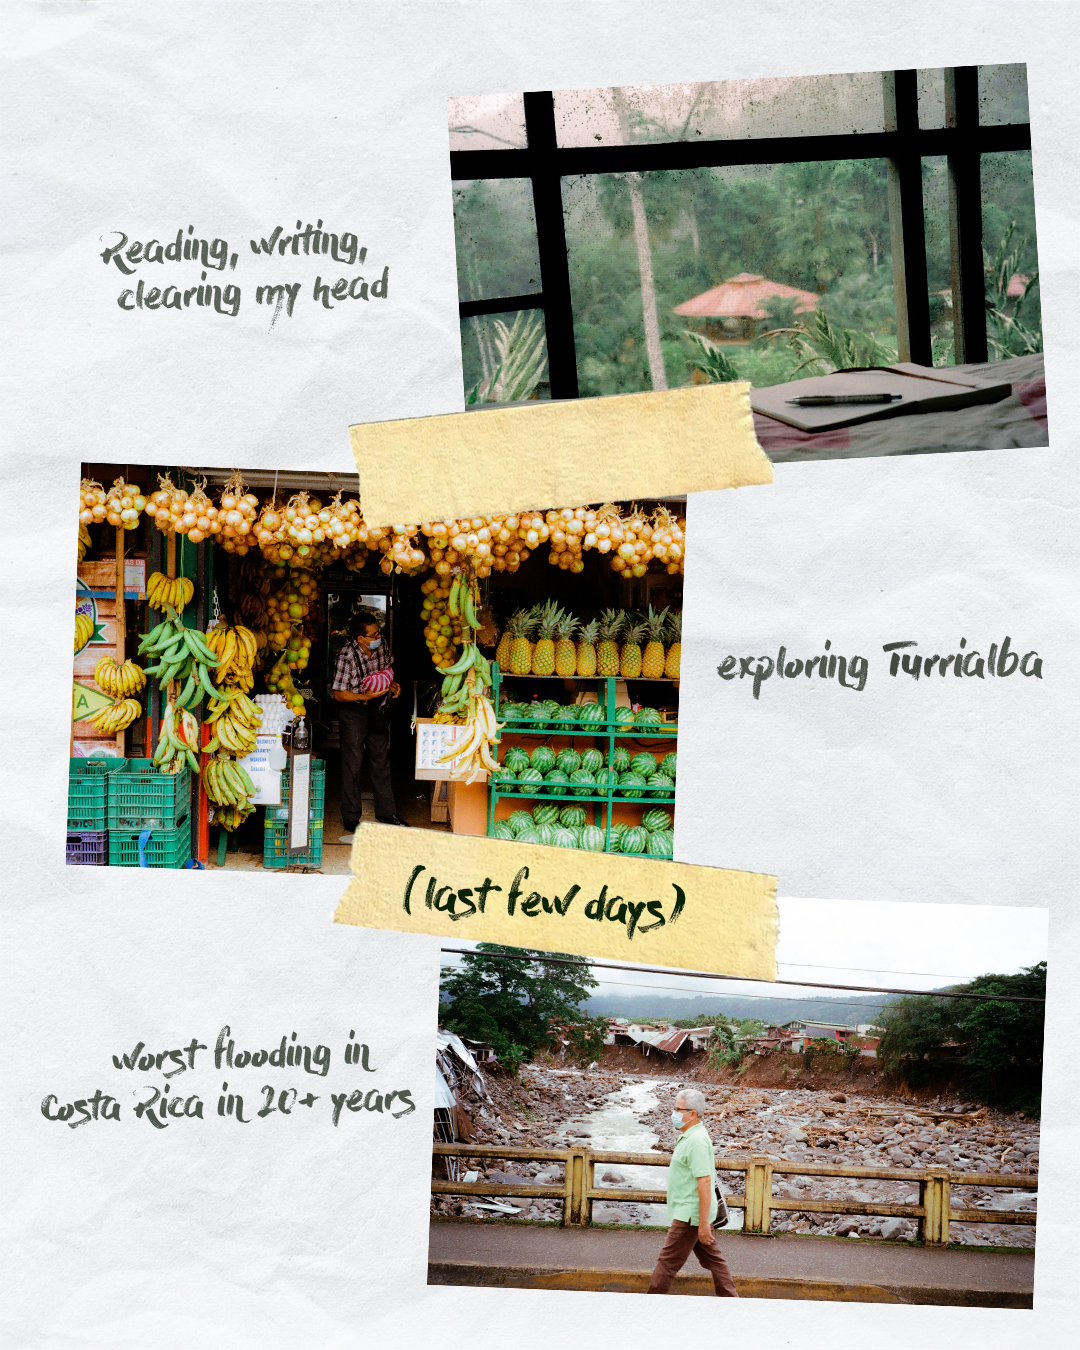 Reading, writing,
clearing my head
exploring Turrialba
(last few days)
worst flooding in
Costa Rica in 20+ years
A